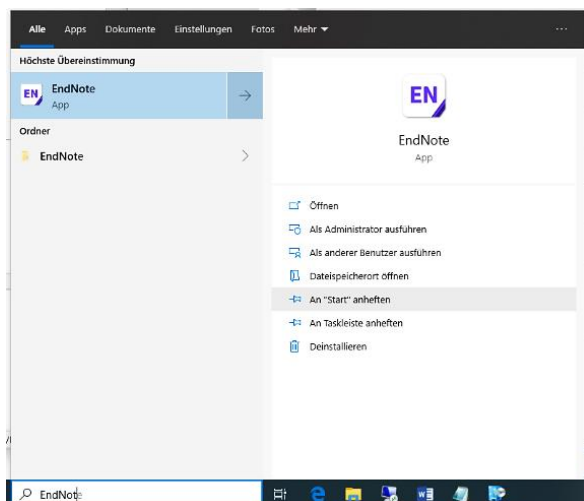 Alle Apps Dokumente Einstellungen Fotos Mehr
Höchste Übereinstimmung
EN
EndNote
App
Ordner
EndNote
EN
EndNote
App
Öffnen
Als Administrator ausführen
Als anderer Benutzer ausführen
Dateispeicherort öffnen
An "Start" anheften
An Taskleiste anheften
Deinstallieren
EndNote